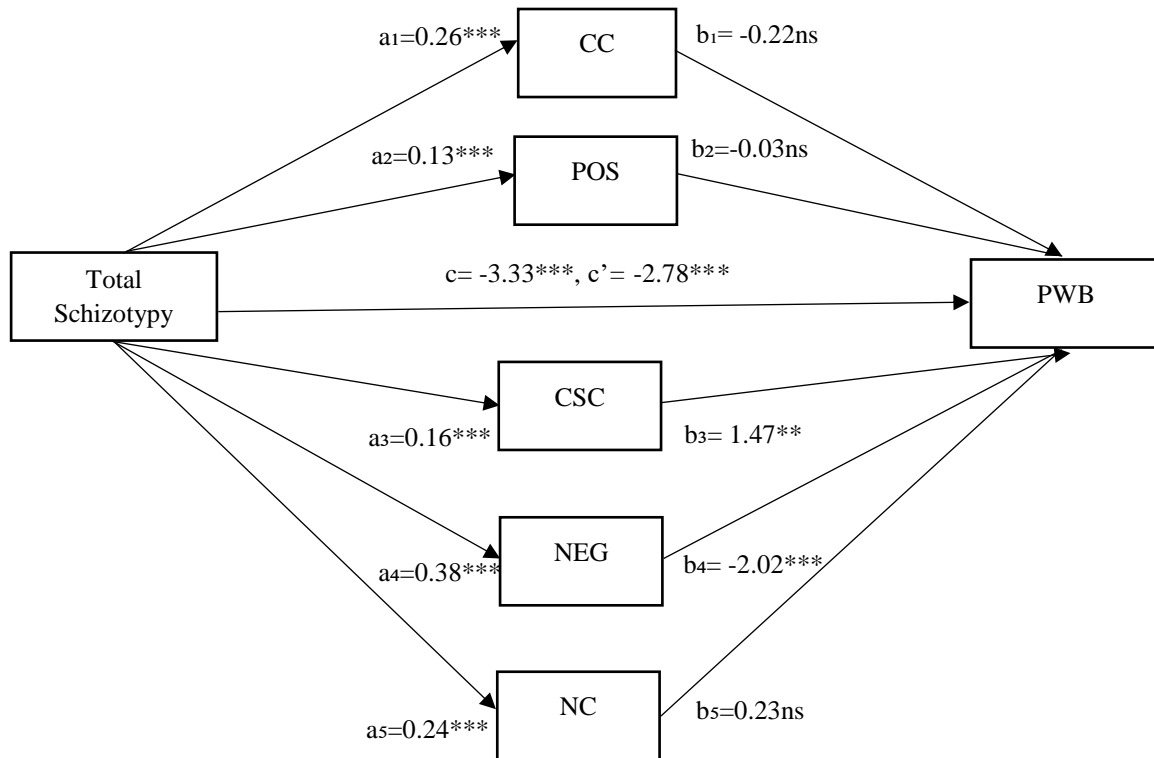 a₁=0.26***
CC
b₁= -0.22ns
a₂=0.13***
POS
b₂=-0.03ns
Total
Schizotypy
c= -3.33***, c’= -2.78***
PWB
CSC
a₃=0.16***
b₃= 1.47**
NEG
a₄=0.38***
b₄= -2.02***
NC
a₅=0.24***
b₅=0.23ns